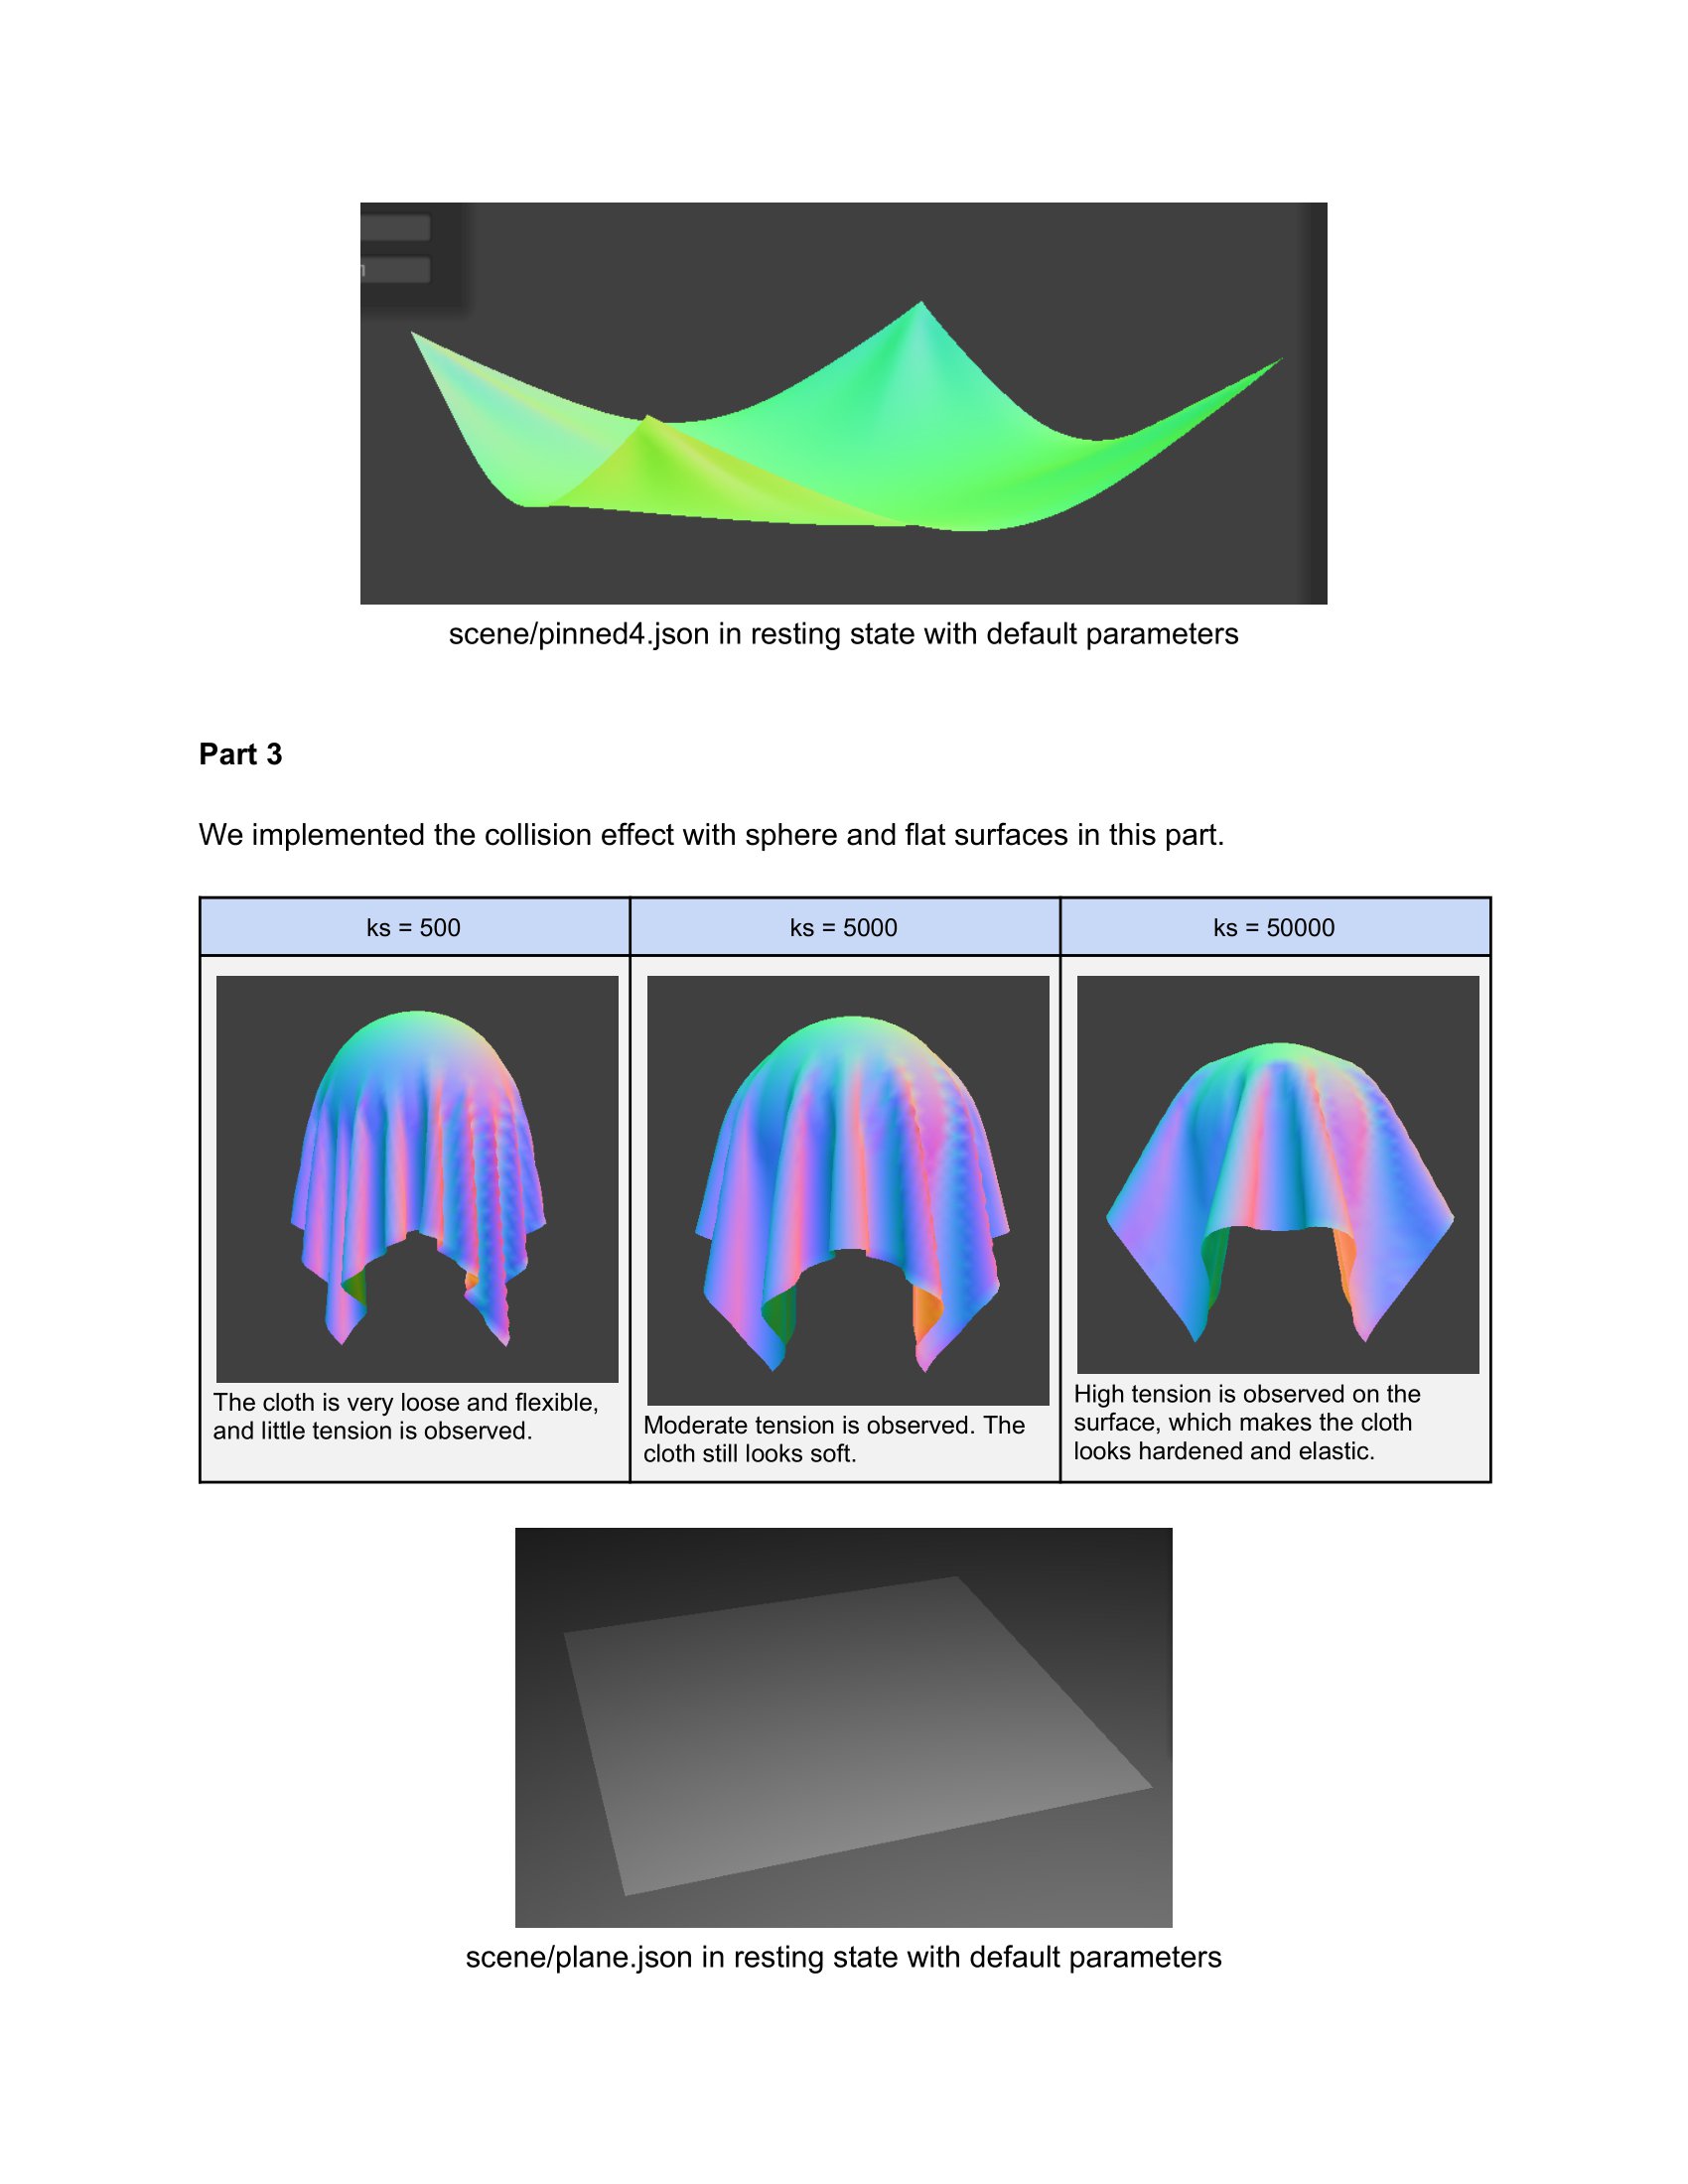 scene/pinned4.json in resting state with default parameters
Part 3
We implemented the collision effect with sphere and flat surfaces in this part.
ks = 500
ks = 5000
ks = 50000
The cloth is very loose and flexible,
and little tension is observed.
Moderate tension is observed. The
cloth still looks soft.
High tension is observed on the
surface, which makes the cloth
looks hardened and elastic.
scene/plane.json in resting state with default parameters